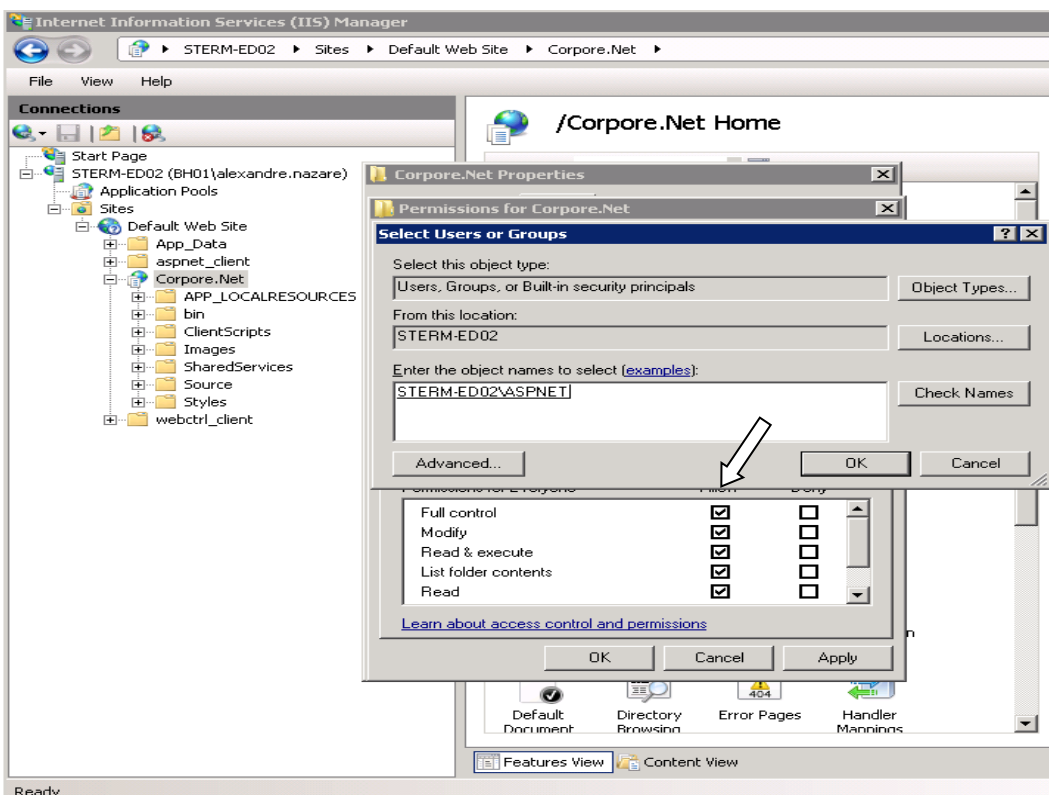 Internet Information Services (IIS) Manager
STERM-ED02 Sites Default Web Site Corpore.Net
File View Help
Connections
Start Page
STERM-ED02 (BH01\alexandre.nazare)
Application Pools
Sites
Default Web Site
App_Data
aspnet_client
Corpore.Net
APP_LOCALRESOURCES
bin
ClientScripts
Images
SharedServices
Source
Styles
webctrl_client
/Corpore.Net Home
Corpore.Net Properties
Permissions for Corpore.Net
Select Users or Groups
Select this object type:
Users, Groups, or Built-in security principals
Object Types...
From this location:
STERM-ED02
Locations...
Enter the object names to select (examples):
STERM-ED02\ASPNET
Check Names
Advanced...
OK Cancel
Permissions for Everyone Allow Deny
Full control
Modify
Read & execute
List folder contents
Read
Learn about access control and permissions
OK Cancel Apply
n
404
Default Document
Directory Browsing
Error Pages
Handler Mappings
Features View Content View
Ready